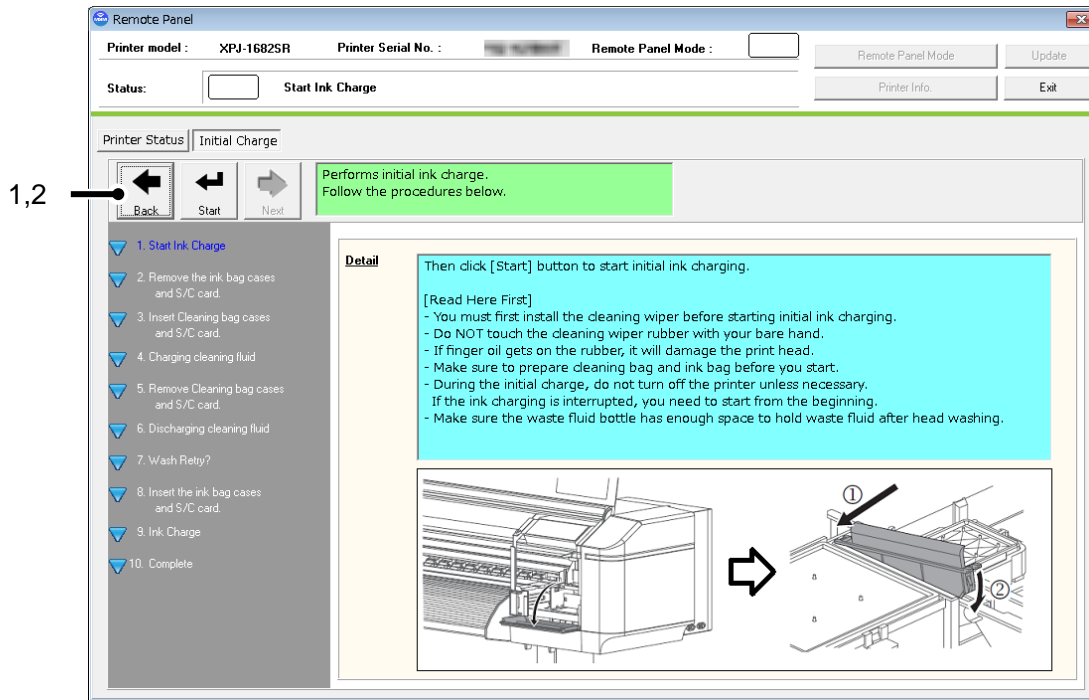 Remote Panel
Printer model : XPJ-1682SR Printer Serial No. : Remote Panel Mode :
Remote Panel Mode Update
Status: Start Ink Charge
Printer Info. Exit
Printer Status Initial Charge
1,2
Back Start Next
Performs initial ink charge.
Follow the procedures below.
1. Start Ink Charge
2. Remove the ink bag cases
and S/C card.
3. Insert Cleaning bag cases
and S/C card.
4. Charging cleaning fluid
5. Remove Cleaning bag cases
and S/C card.
6. Discharging cleaning fluid
7. Wash Retry?
8. Insert the ink bag cases
and S/C card.
9. Ink Charge
10. Complete
Detail
Then click [Start] button to start initial ink charging.
[Read Here First]
- You must first install the cleaning wiper before starting initial ink charging.
- Do NOT touch the cleaning wiper rubber with your bare hand.
- If finger oil gets on the rubber, it will damage the print head.
- Make sure to prepare cleaning bag and ink bag before you start.
- During the initial charge, do not turn off the printer unless necessary.
If the ink charging is interrupted, you need to start from the beginning.
- Make sure the waste fluid bottle has enough space to hold waste fluid after head washing.
①
②